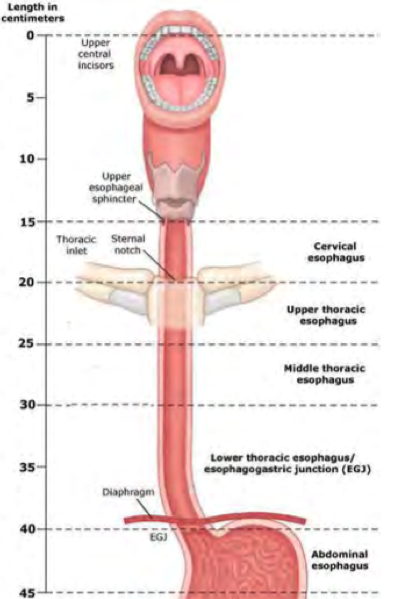 Length in
centimeters
0
Upper
central
incisors
5
10
Upper
esophageal
sphincter
15
Thoracic
inlet
Sternal
notch
Cervical
esophagus
20
Upper thoracic
esophagus
25
Middle thoracic
esophagus
30
Lower thoracic esophagus/
esophagogastric junction (EGJ)
35
Diaphragm
40
EGJ
Abdominal
esophagus
45